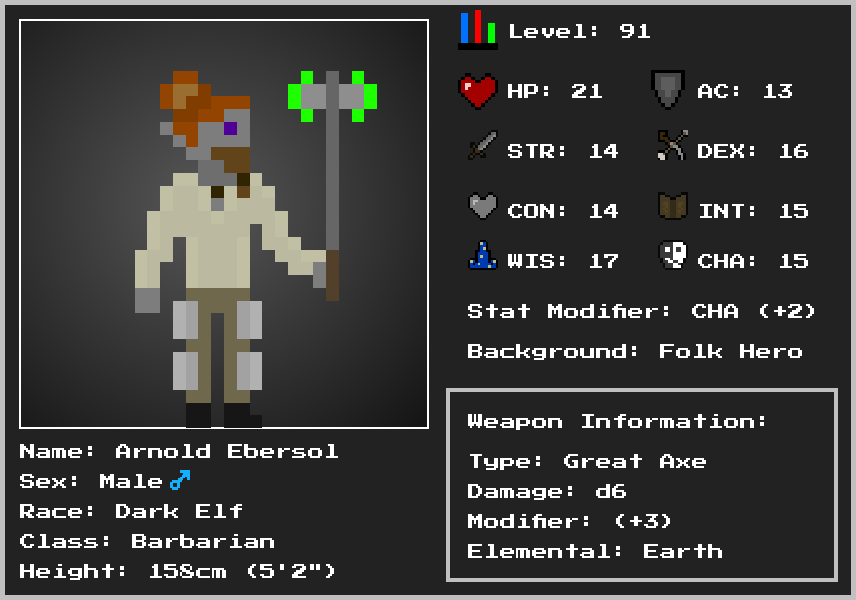 Level: 91
HP: 21
AC: 13
STR: 14
DEX: 16
CON: 14
INT: 15
WIS: 17
CHA: 15
Stat Modifier: CHA (+2)
Background: Folk Hero
Weapon Information:
Type: Great Axe
Damage: d6
Modifier: (+3)
Elemental: Earth
Name: Arnold Ebersol
Sex: Male ♂
Race: Dark Elf
Class: Barbarian
Height: 158cm (5'2")